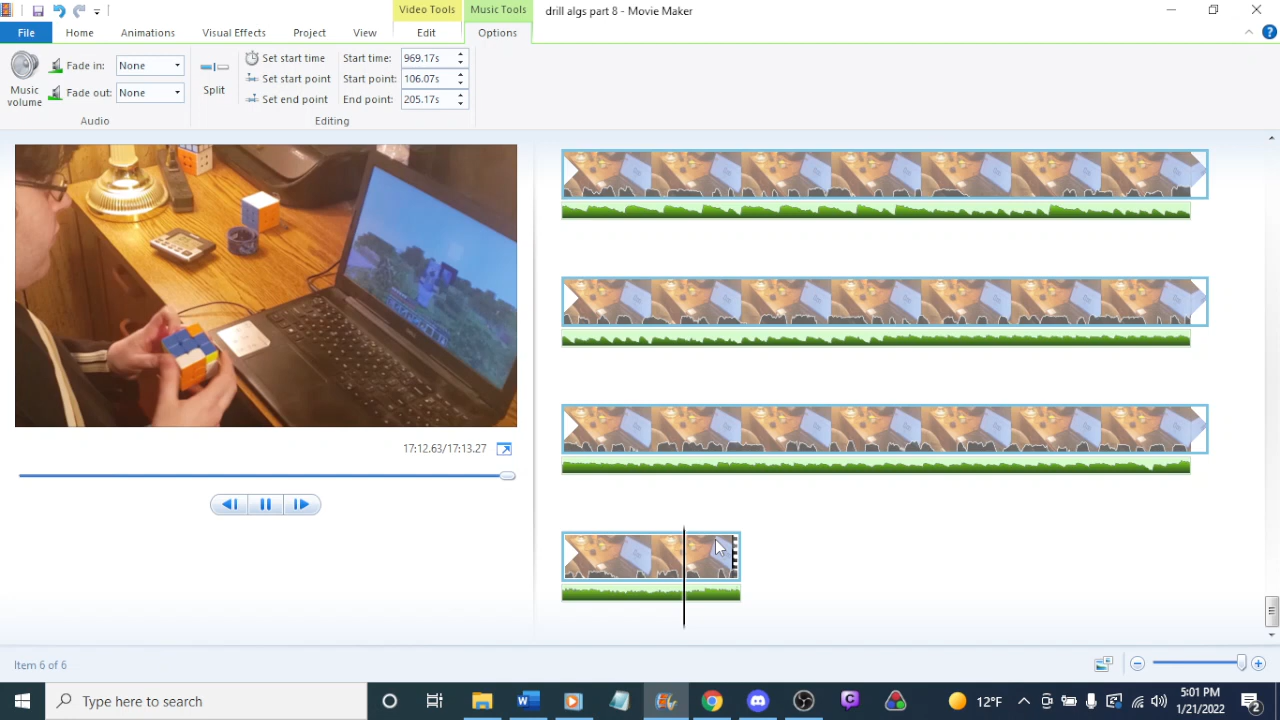 Video Tools
Music Tools
drill algs part 8 - Movie Maker
File
Home
Animations
Visual Effects
Project
View
Edit
Options
Music volume
Fade in: None
Fade out: None
Audio
Split
Set start time
Set start point
Set end point
Start time: 969.17s
Start point: 106.07s
End point: 205.17s
Editing
17:12.63/17:13.27
Item 6 of 6
Type here to search
12°F
5:01 PM
1/21/2022
2